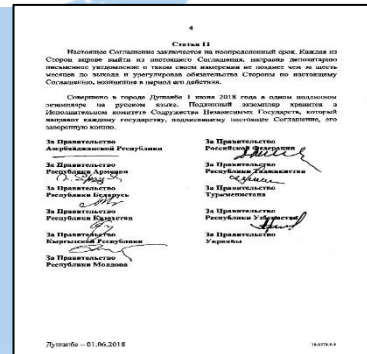 4
Статья 11
Настоящее Соглашение заключается на неопределенный срок. Каждая из
Сторон вправе выйти из настоящего Соглашения, направив депозитарию
письменное уведомление о таком своем намерении не позднее чем за шесть
месяцев до выхода и урегулировав обязательства Стороны по настоящему
Соглашению, возникшие в период его действия.
Совершено в городе Душанбе 1 июня 2018 года в одном подлинном
экземпляре на русском языке. Подлинный экземпляр хранится в
Исполнительном комитете Содружества Независимых Государств, который
направит каждому государству, подписавшему настоящее Соглашение, его
заверенную копию.
За Правительство
Азербайджанской Республики
За Правительство
Республики Армения
За Правительство
Республики Беларусь
За Правительство
Республики Казахстан
За Правительство
Кыргызской Республики
За Правительство
Республики Молдова
За Правительство
Российской Федерации
За Правительство
Республики Таджикистан
За Правительство
Туркменистана
За Правительство
Республики Узбекистан
За Правительство
Украины
Душанбе – 01.06.2018